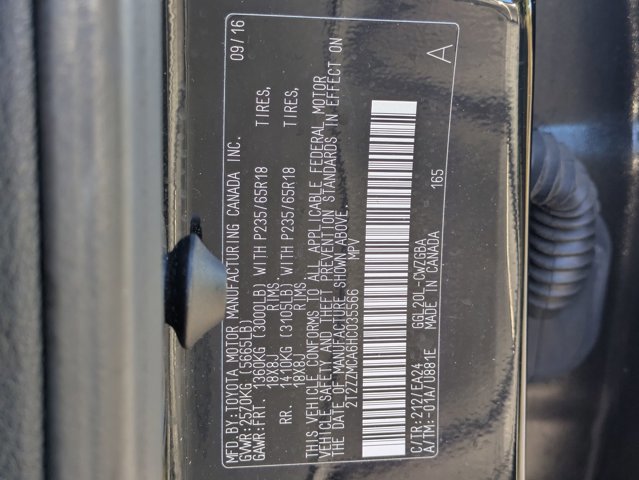 MFD.BY:TOYOTA MOTOR MANUFACTURING CANADA INC. 09/16
GVWR:2570KG (5665LB)
GAWR:FRT. 1360KG (3000LB) WITH P235/65R18 TIRES,
18X8J RIMS.
RR. 1410KG (3105LB) WITH P235/65R18 TIRES,
18X8J RIMS.
THIS VEHICLE CONFORMS TO ALL APPLICABLE FEDERAL MOTOR
VEHICLE SAFETY AND THEFT PREVENTION STANDARDS IN EFFECT ON
THE DATE OF MANUFACTURE SHOWN ABOVE.
2T2ZZMCA6HC035566 MPV
C/TR:212/EA24 GGL20L-CWZGBA
A/TM:-01A/U881E MADE IN CANADA 165 A